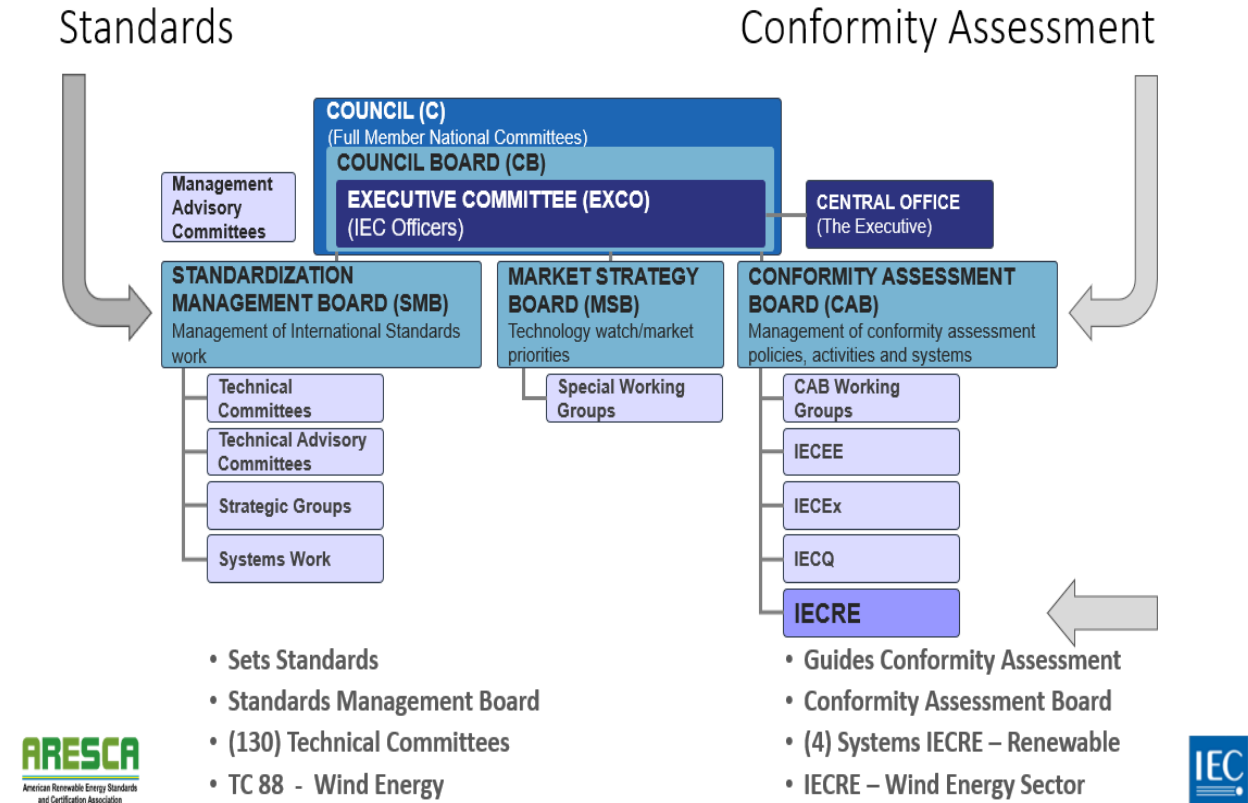 Standards
Conformity Assessment
COUNCIL (C)
(Full Member National Committees)
COUNCIL BOARD (CB)
EXECUTIVE COMMITTEE (EXCO)
(IEC Officers)
Management
Advisory
Committees
CENTRAL OFFICE
(The Executive)
STANDARDIZATION
MANAGEMENT BOARD (SMB)
Management of International Standards
work
MARKET STRATEGY
BOARD (MSB)
Technology watch/market
priorities
CONFORMITY ASSESSMENT
BOARD (CAB)
Management of conformity assessment
policies, activities and systems
Technical
Committees
Technical Advisory
Committees
Strategic Groups
Systems Work
Special Working
Groups
CAB Working
Groups
IECEE
IECEx
IECQ
IECRE
• Sets Standards
• Standards Management Board
• (130) Technical Committees
• TC 88 - Wind Energy
• Guides Conformity Assessment
• Conformity Assessment Board
• (4) Systems IECRE – Renewable
• IECRE – Wind Energy Sector
ARESCA
American Renewable Energy Standards
and Certification Association
IEC